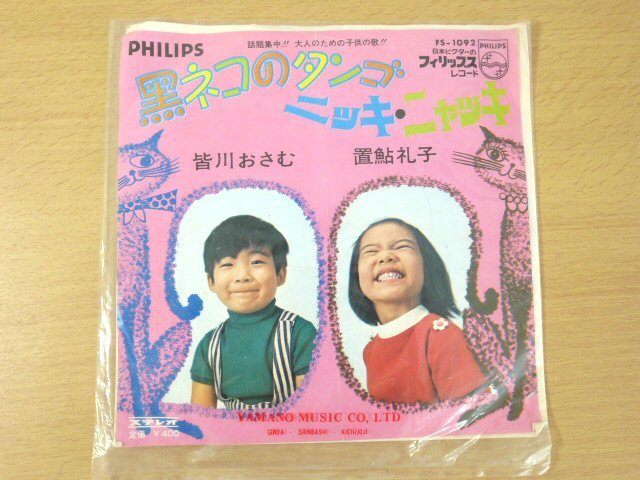 話題集中!! 大人のための子供の歌!!
PHILIPS
FS-1092
日本ビクターの
フィリップス
レコード
PHILIPS
黒ネコのタンゴ
ニッキ・ニャッキ
皆川おさむ
置鮎礼子
YAMANO MUSIC CO, LTD
GINZA · SHINBASHI · KICHIJOJI
ステレオ
定価 ¥400